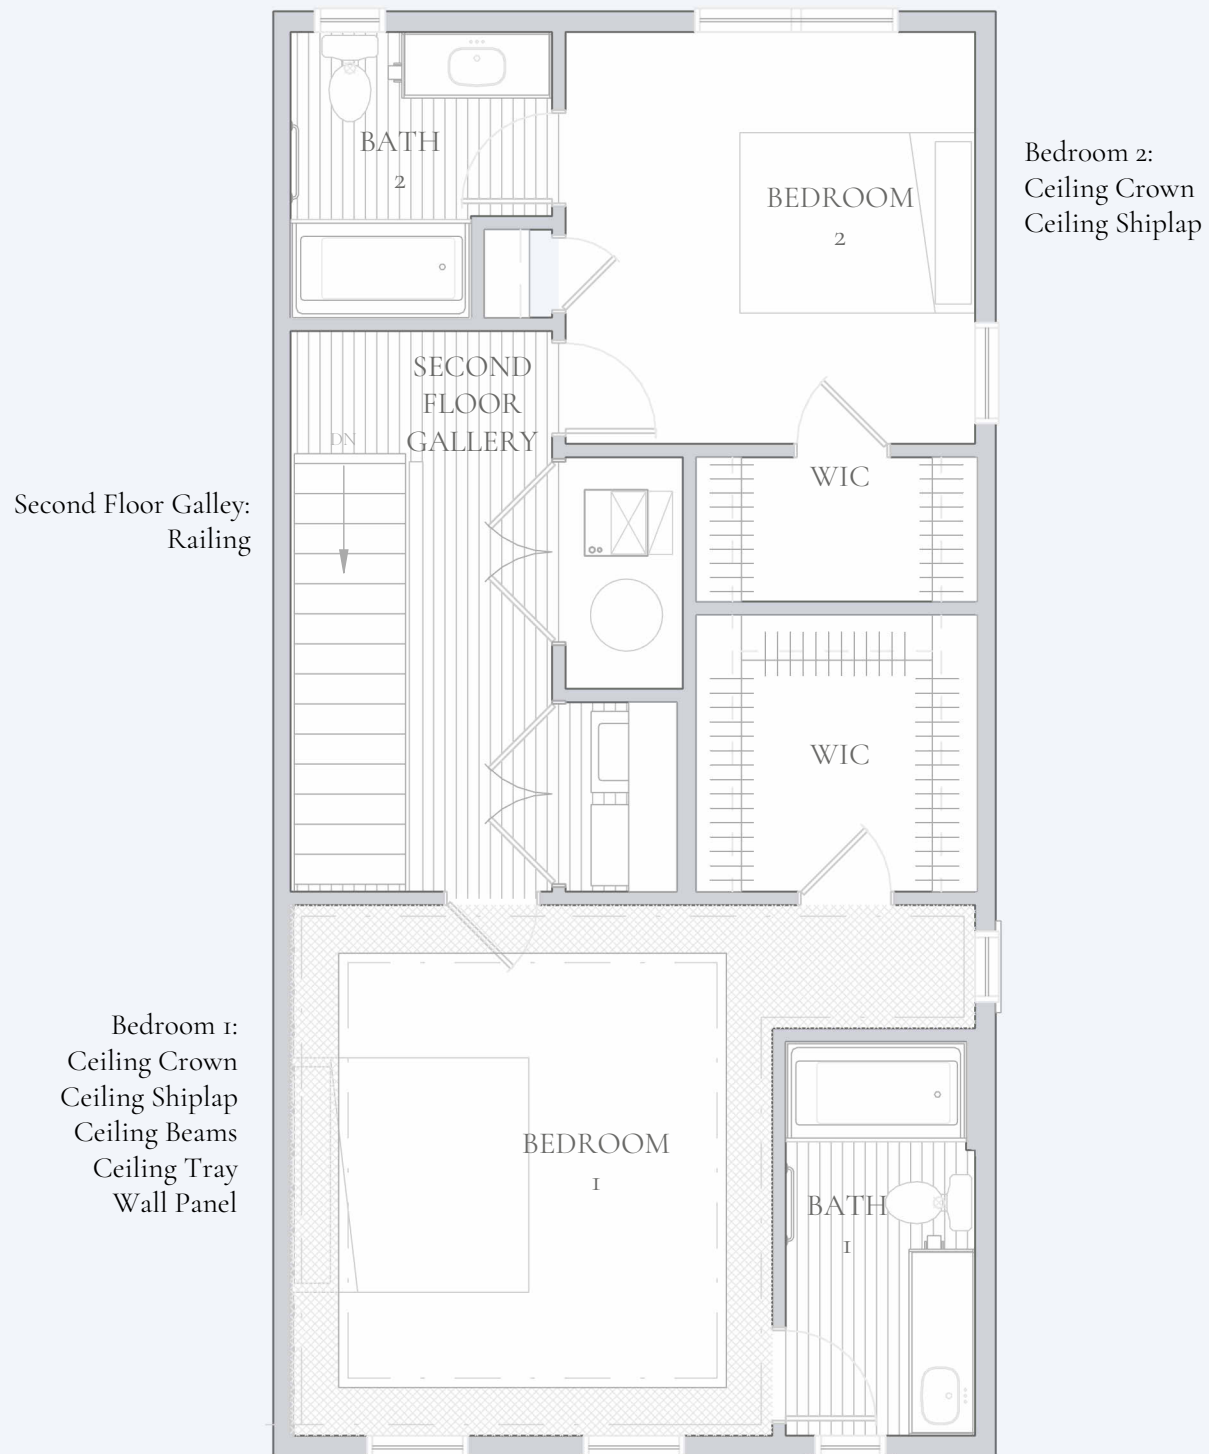 BATH
2
BEDROOM
2
Bedroom 2:
Ceiling Crown
Ceiling Shiplap
SECOND
FLOOR
GALLERY
DN
WIC
Second Floor Galley:
Railing
WIC
Bedroom 1:
Ceiling Crown
Ceiling Shiplap
Ceiling Beams
Ceiling Tray
Wall Panel
BEDROOM
1
BATH
1